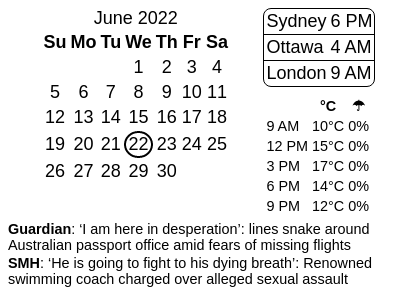 June 2022
Su Mo Tu We Th Fr Sa
1 2 3 4
5 6 7 8 9 10 11
12 13 14 15 16 17 18
19 20 21 22 23 24 25
26 27 28 29 30
Sydney 6 PM
Ottawa 4 AM
London 9 AM
°C ☂
9 AM 10°C 0%
12 PM 15°C 0%
3 PM 17°C 0%
6 PM 14°C 0%
9 PM 12°C 0%
Guardian: ‘I am here in desperation’: lines snake around
Australian passport office amid fears of missing flights
SMH: ‘He is going to fight to his dying breath’: Renowned
swimming coach charged over alleged sexual assault